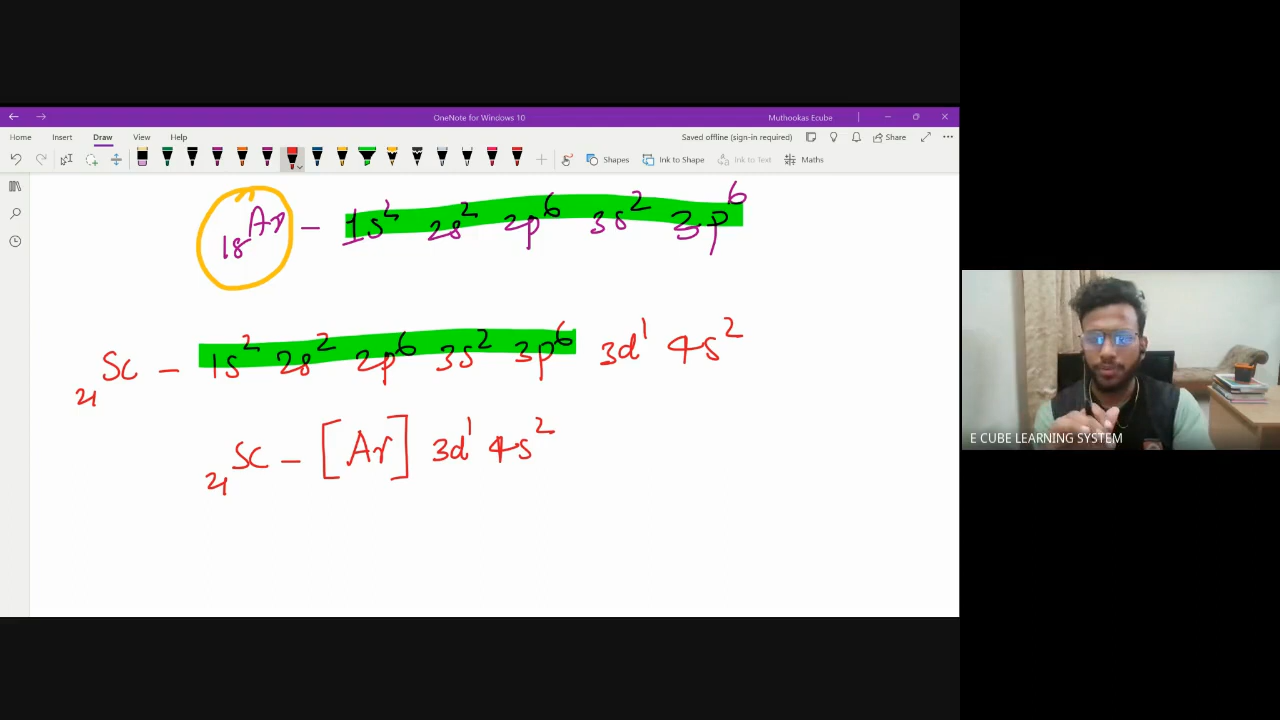 OneNote for Windows 10
Muthookas Ecube
Home Insert Draw View Help
Saved offline (sign-in required) Share
Shapes Ink to Shape Ink to Text Maths
18Ar - 1s² 2s² 2p⁶ 3s² 3p⁶
21Sc - 1s² 2s² 2p⁶ 3s² 3p⁶ 3d¹ 4s²
21Sc - [Ar] 3d¹ 4s²
E CUBE LEARNING SYSTEM